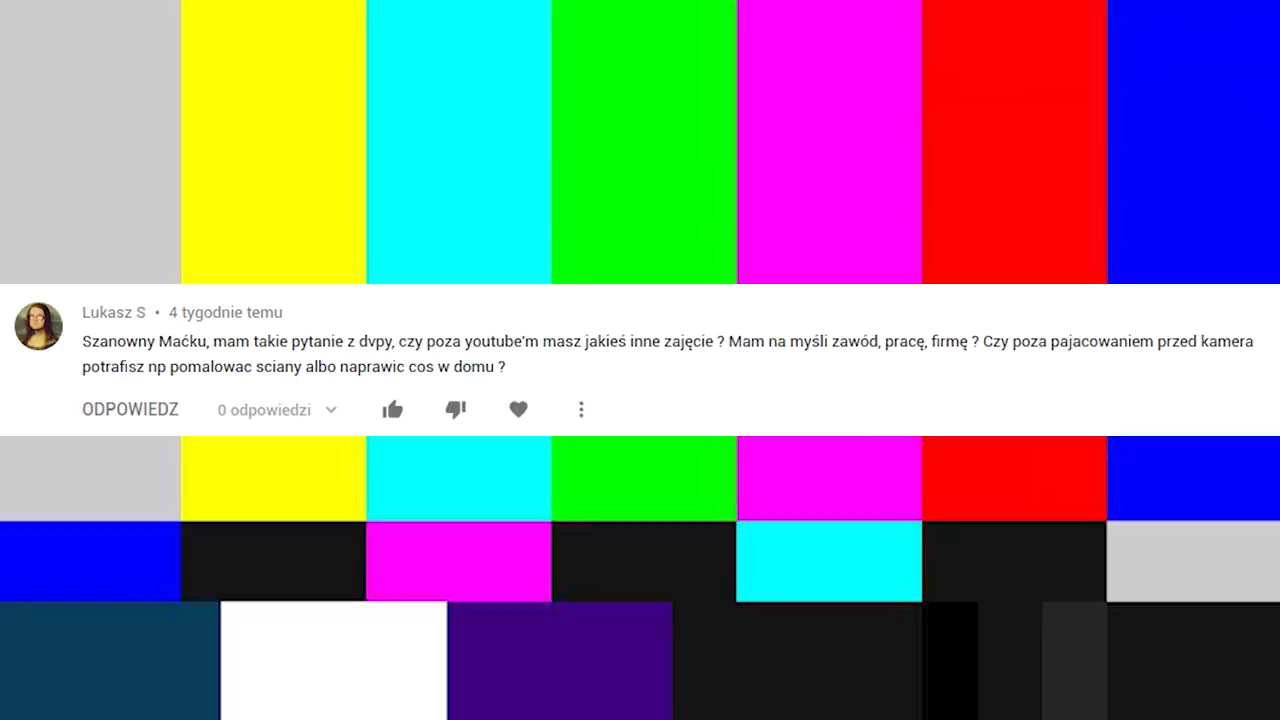 Lukasz S • 4 tygodnie temu
Szanowny Maćku, mam takie pytanie z dvpy, czy poza youtube'm masz jakieś inne zajęcie ? Mam na myśli zawód, pracę, firmę ? Czy poza pajacowaniem przed kamera
potrafisz np pomalowac sciany albo naprawic cos w domu ?
ODPOWIEDZ 0 odpowiedzi